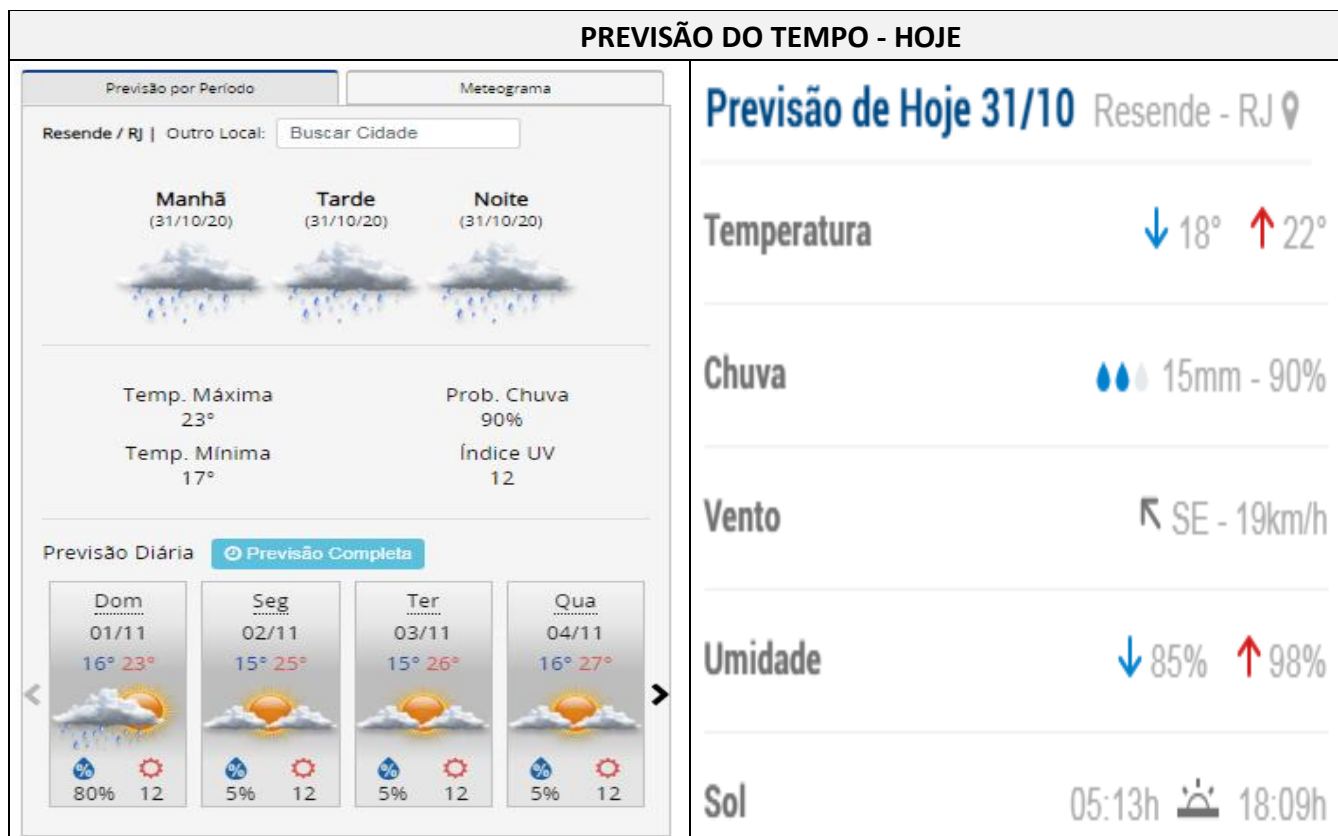 PREVISÃO DO TEMPO - HOJE
Previsão por Período
Meteograma
Resende / RJ | Outro Local: Buscar Cidade
Manhã Tarde Noite
(31/10/20) (31/10/20) (31/10/20)
Temp. Máxima Prob. Chuva
23° 90%
Temp. Mínima Índice UV
17° 12
Previsão Diária Previsão Completa
Dom Seg Ter Qua
01/11 02/11 03/11 04/11
16° 23° 15° 25° 15° 26° 16° 27°
% % % %
80% 12 5% 12 5% 12 5% 12
Previsão de Hoje 31/10 Resende - RJ
Temperatura 18° 22°
Chuva 15mm - 90%
Vento SE - 19km/h
Umidade 85% 98%
Sol 05:13h 18:09h